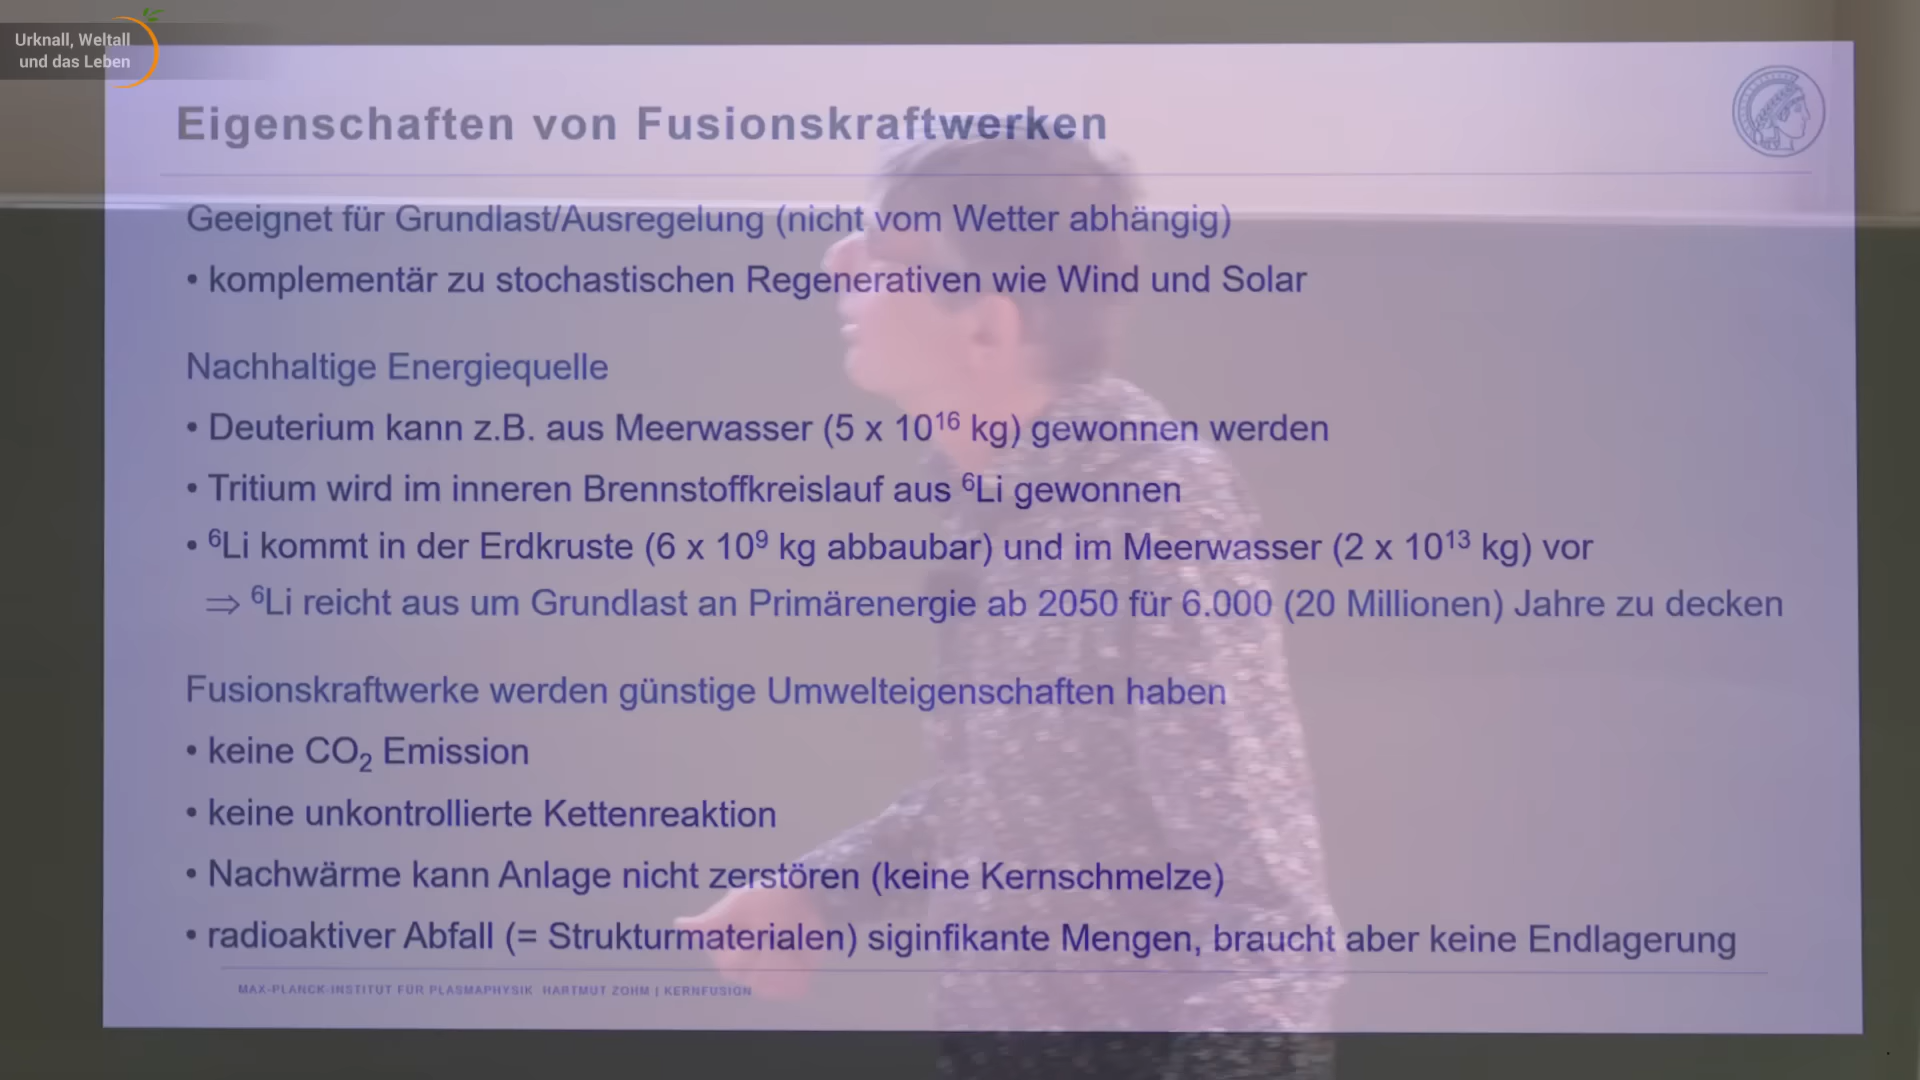 Urknall, Weltall
und das Leben
Eigenschaften von Fusionskraftwerken
Geeignet für Grundlast/Ausregelung (nicht vom Wetter abhängig)
• komplementär zu stochastischen Regenerativen wie Wind und Solar
Nachhaltige Energiequelle
• Deuterium kann z.B. aus Meerwasser (5 x 10¹⁶ kg) gewonnen werden
• Tritium wird im inneren Brennstoffkreislauf aus ⁶Li gewonnen
• ⁶Li kommt in der Erdkruste (6 x 10⁹ kg abbaubar) und im Meerwasser (2 x 10¹³ kg) vor
⇒ ⁶Li reicht aus um Grundlast an Primärenergie ab 2050 für 6.000 (20 Millionen) Jahre zu decken
Fusionskraftwerke werden günstige Umwelteigenschaften haben
• keine CO₂ Emission
• keine unkontrollierte Kettenreaktion
• Nachwärme kann Anlage nicht zerstören (keine Kernschmelze)
• radioaktiver Abfall (= Strukturmaterialen) siginfikante Mengen, braucht aber keine Endlagerung
MAX-PLANCK-INSTITUT FÜR PLASMAPHYSIK HARTMUT ZOHM | KERNFUSION